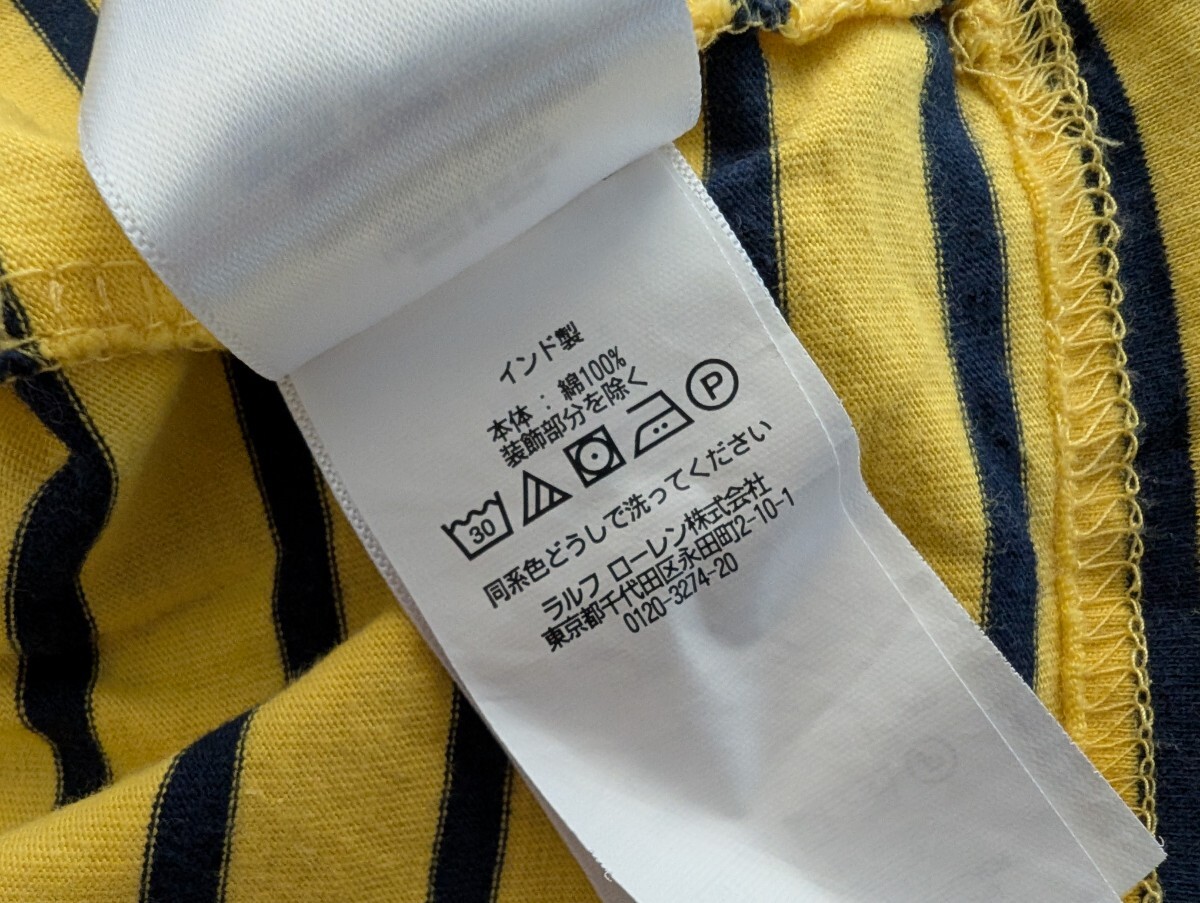 インド製
本体 : 綿100%
装飾部分を除く
30 P
同系色どうしで洗ってください
ラルフ ローレン株式会社
東京都千代田区永田町2-10-1
0120-3274-20